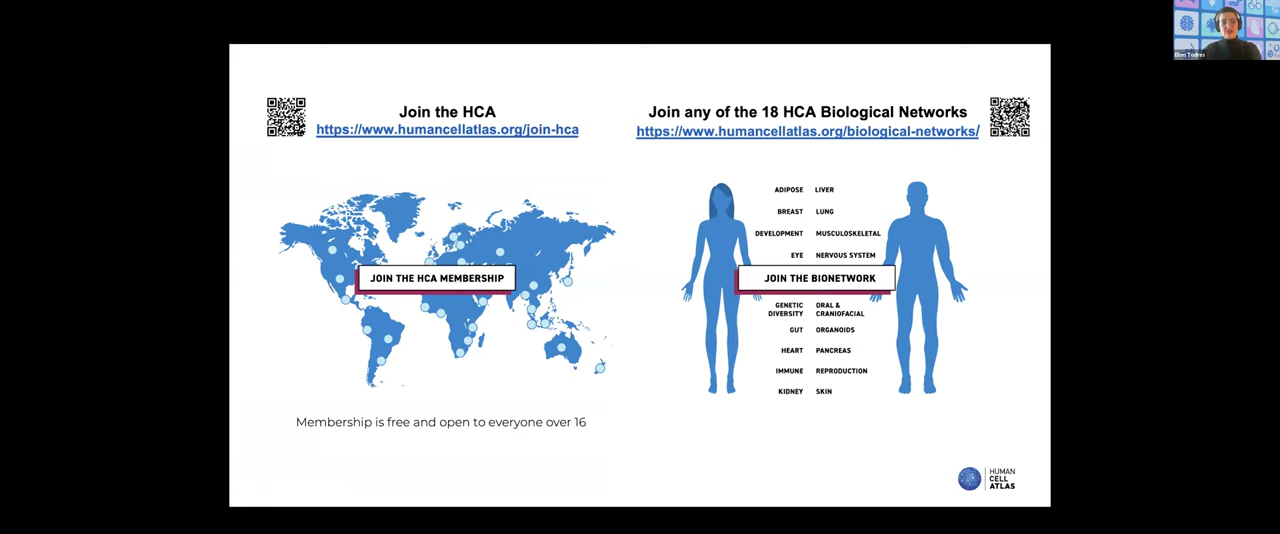 Ellen Todres
Join the HCA
https://www.humancellatlas.org/join-hca
Join any of the 18 HCA Biological Networks
https://www.humancellatlas.org/biological-networks/
JOIN THE HCA MEMBERSHIP
Membership is free and open to everyone over 16
ADIPOSE LIVER
BREAST LUNG
DEVELOPMENT MUSCULOSKELETAL
EYE NERVOUS SYSTEM
JOIN THE BIONETWORK
GENETIC ORAL &
DIVERSITY CRANIOFACIAL
GUT ORGANOIDS
HEART PANCREAS
IMMUNE REPRODUCTION
KIDNEY SKIN
HUMAN
CELL
ATLAS